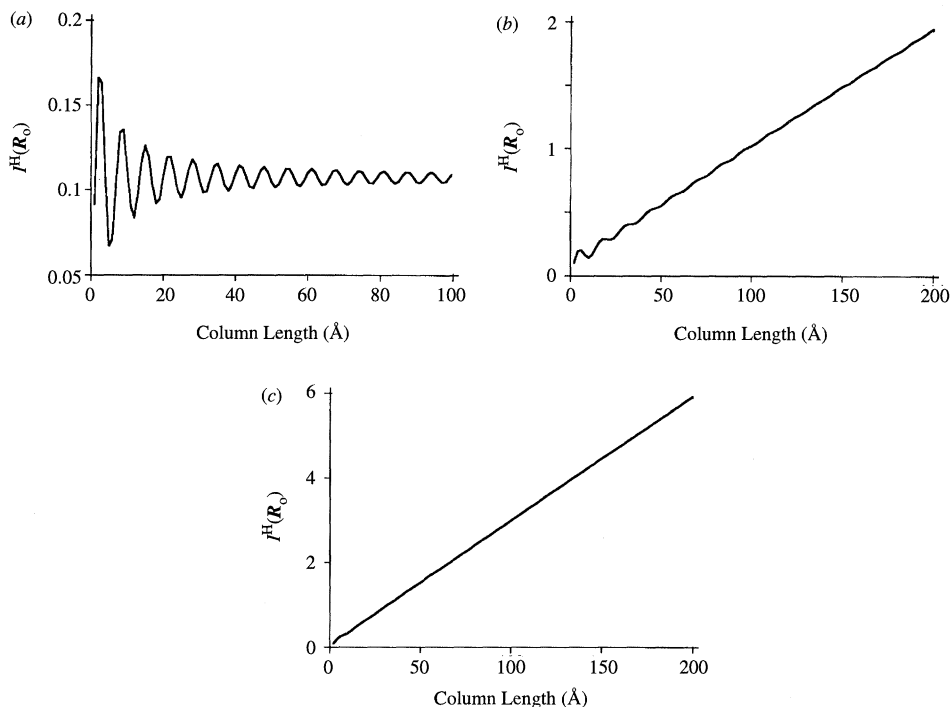 (a)
0.2
0.15
0.1
0.05
I^H(R_o)
0 20 40 60 80 100
Column Length (Å)
(b)
2
1
0
I^H(R_o)
0 50 100 150 200
Column Length (Å)
(c)
6
4
2
0
I^H(R_o)
0 50 100 150 200
Column Length (Å)